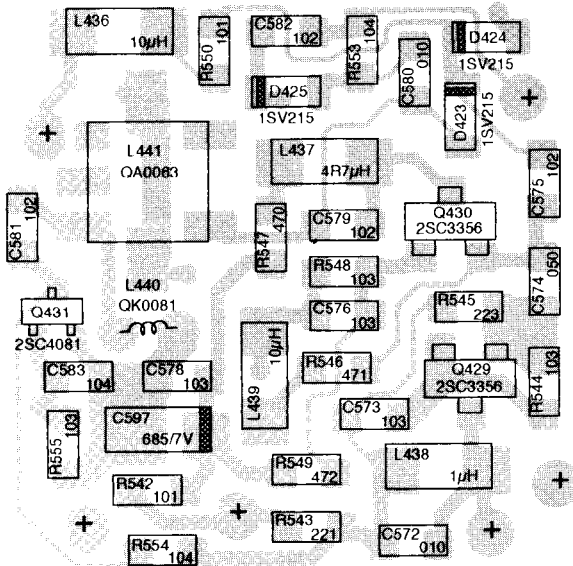 L436
10µH
R550
101
C582
102
R553
104
C580
010
D424
1SV215
D425
1SV215
D423
1SV215
L441
QA0063
L437
4R7µH
C575
102
C581
102
R547
470
C579
102
Q430
2SC3356
R548
103
C574
050
L440
QK0081
Q431
2SC4081
C576
103
R545
223
L439
10µH
R546
471
Q429
2SC3356
R544
103
C583
104
C578
103
C597
685/7V
C573
103
R555
103
R542
101
R549
472
L438
1µH
R543
221
C572
010
R554
104